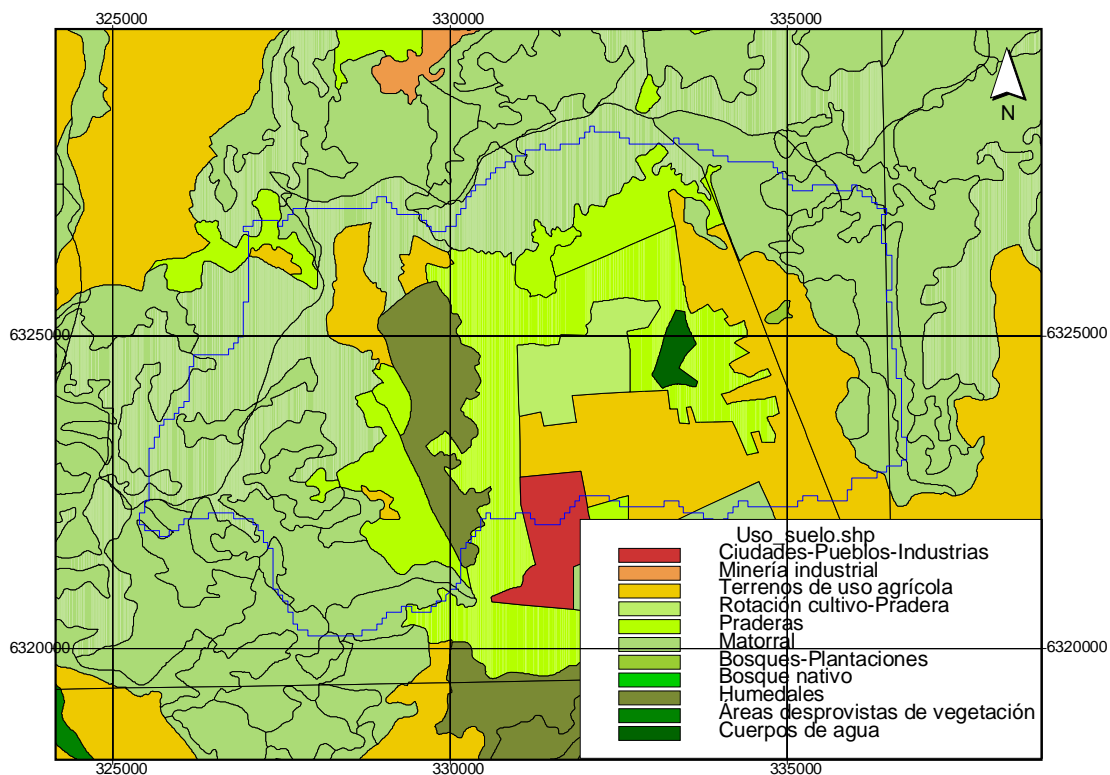 325000 330000 335000
N
6325000 6325000
6320000 6320000
Uso_suelo.shp
Ciudades-Pueblos-Industrias
Minería industrial
Terrenos de uso agrícola
Rotación cultivo-Pradera
Praderas
Matorral
Bosques-Plantaciones
Bosque nativo
Humedales
Áreas desprovistas de vegetación
Cuerpos de agua
325000 330000 335000